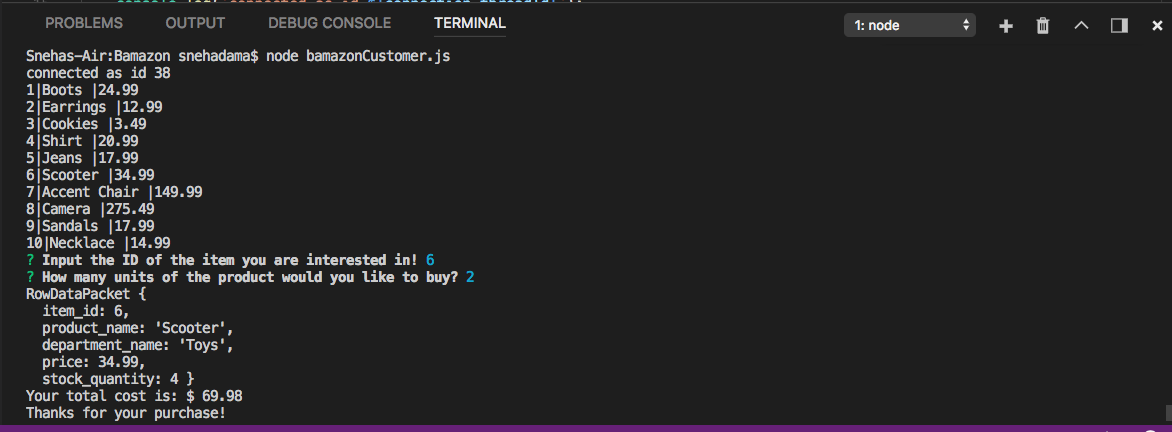 PROBLEMS OUTPUT DEBUG CONSOLE TERMINAL 1: node
Snehas-Air:Bamazon snehadama$ node bamazonCustomer.js
connected as id 38
1|Boots |24.99
2|Earrings |12.99
3|Cookies |3.49
4|Shirt |20.99
5|Jeans |17.99
6|Scooter |34.99
7|Accent Chair |149.99
8|Camera |275.49
9|Sandals |17.99
10|Necklace |14.99
? Input the ID of the item you are interested in! 6
? How many units of the product would you like to buy? 2
RowDataPacket {
  item_id: 6,
  product_name: 'Scooter',
  department_name: 'Toys',
  price: 34.99,
  stock_quantity: 4 }
Your total cost is: $ 69.98
Thanks for your purchase!